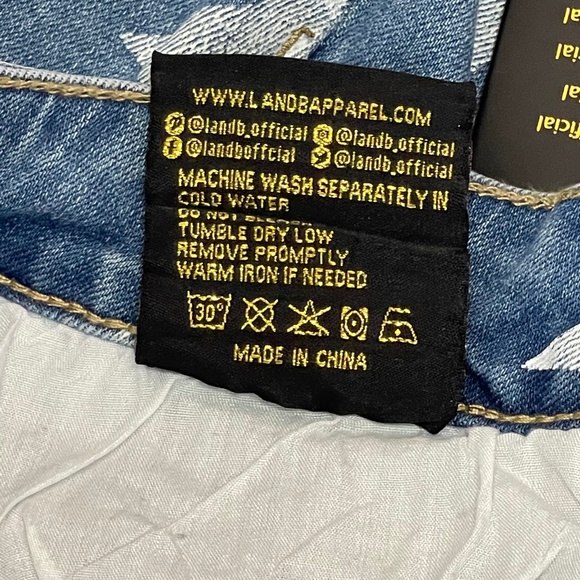 WWW.LANDBAPPAREL.COM
@landb_official @landb_official
@landboffcial @landb_official
MACHINE WASH SEPARATELY IN
COLD WATER
DO NOT
TUMBLE DRY LOW
REMOVE PROMPTLY
WARM IRON IF NEEDED
30°
MADE IN CHINA